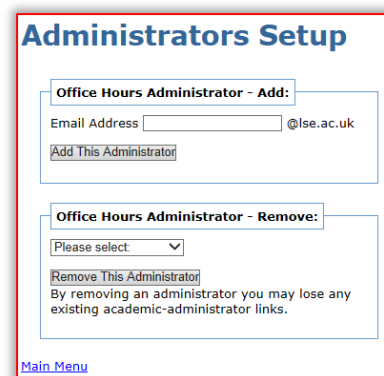 Administrators Setup
Office Hours Administrator - Add:
Email Address @lse.ac.uk
Add This Administrator
Office Hours Administrator - Remove:
Please select:
Remove This Administrator
By removing an administrator you may lose any
existing academic-administrator links.
Main Menu